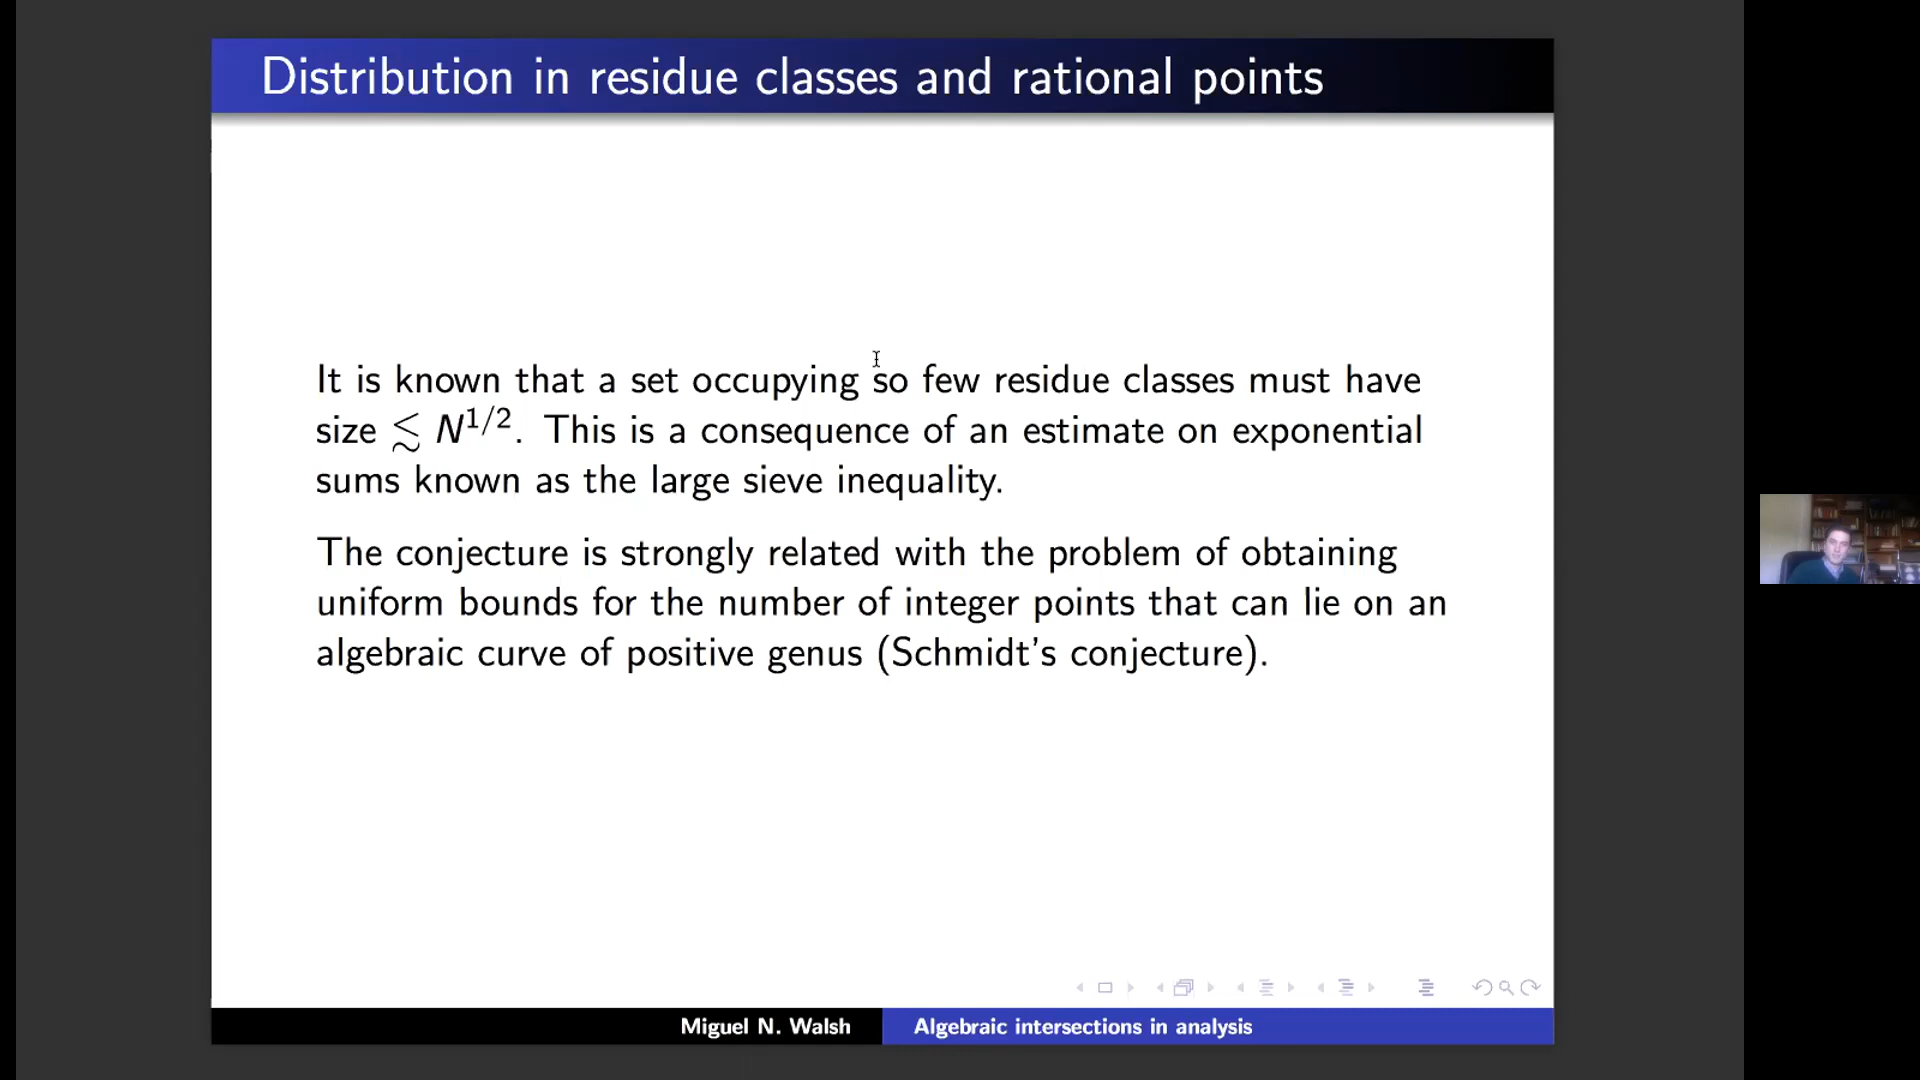 Distribution in residue classes and rational points
It is known that a set occupying so few residue classes must have
size ≲ N^{1/2}. This is a consequence of an estimate on exponential
sums known as the large sieve inequality.
The conjecture is strongly related with the problem of obtaining
uniform bounds for the number of integer points that can lie on an
algebraic curve of positive genus (Schmidt's conjecture).
Miguel N. Walsh
Algebraic intersections in analysis